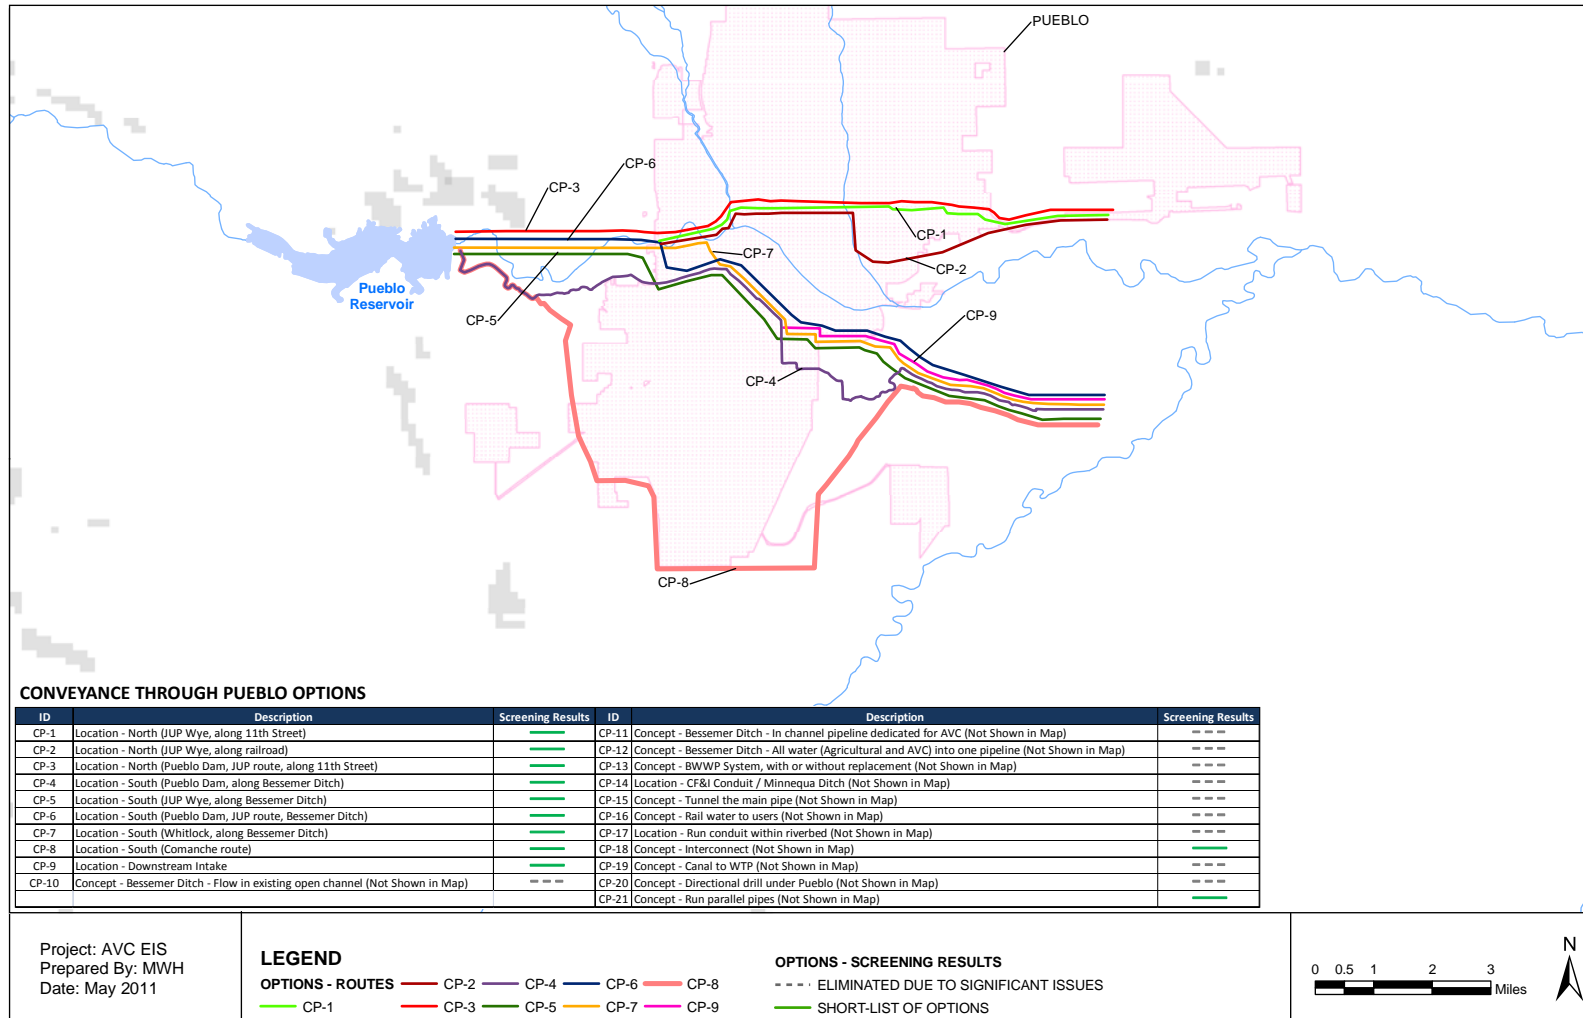 PUEBLO
CP-6
CP-3
CP-1
CP-7
CP-2
Pueblo
Reservoir
CP-5
CP-9
CP-4
CP-8
CONVEYANCE THROUGH PUEBLO OPTIONS
ID Description Screening Results ID Description Screening Results
CP-1 Location - North (JUP Wye, along 11th Street) CP-11 Concept - Bessemer Ditch - In channel pipeline dedicated for AVC (Not Shown in Map)
CP-2 Location - North (JUP Wye, along railroad) CP-12 Concept - Bessemer Ditch - All water (Agricultural and AVC) into one pipeline (Not Shown in Map)
CP-3 Location - North (Pueblo Dam, JUP route, along 11th Street) CP-13 Concept - BWWP System, with or without replacement (Not Shown in Map)
CP-4 Location - South (Pueblo Dam, along Bessemer Ditch) CP-14 Location - CF&I Conduit / Minnequa Ditch (Not Shown in Map)
CP-5 Location - South (JUP Wye, along Bessemer Ditch) CP-15 Concept - Tunnel the main pipe (Not Shown in Map)
CP-6 Location - South (Pueblo Dam, JUP route, Bessemer Ditch) CP-16 Concept - Rail water to users (Not Shown in Map)
CP-7 Location - South (Whitlock, along Bessemer Ditch) CP-17 Location - Run conduit within riverbed (Not Shown in Map)
CP-8 Location - South (Comanche route) CP-18 Concept - Interconnect (Not Shown in Map)
CP-9 Location - Downstream Intake CP-19 Concept - Canal to WTP (Not Shown in Map)
CP-10 Concept - Bessemer Ditch - Flow in existing open channel (Not Shown in Map) CP-20 Concept - Directional drill under Pueblo (Not Shown in Map)
CP-21 Concept - Run parallel pipes (Not Shown in Map)
Project: AVC EIS
Prepared By: MWH
Date: May 2011
LEGEND
OPTIONS - ROUTES CP-2 CP-4 CP-6 CP-8
CP-1 CP-3 CP-5 CP-7 CP-9
OPTIONS - SCREENING RESULTS
ELIMINATED DUE TO SIGNIFICANT ISSUES
SHORT-LIST OF OPTIONS
0 0.5 1 2 3
Miles
N